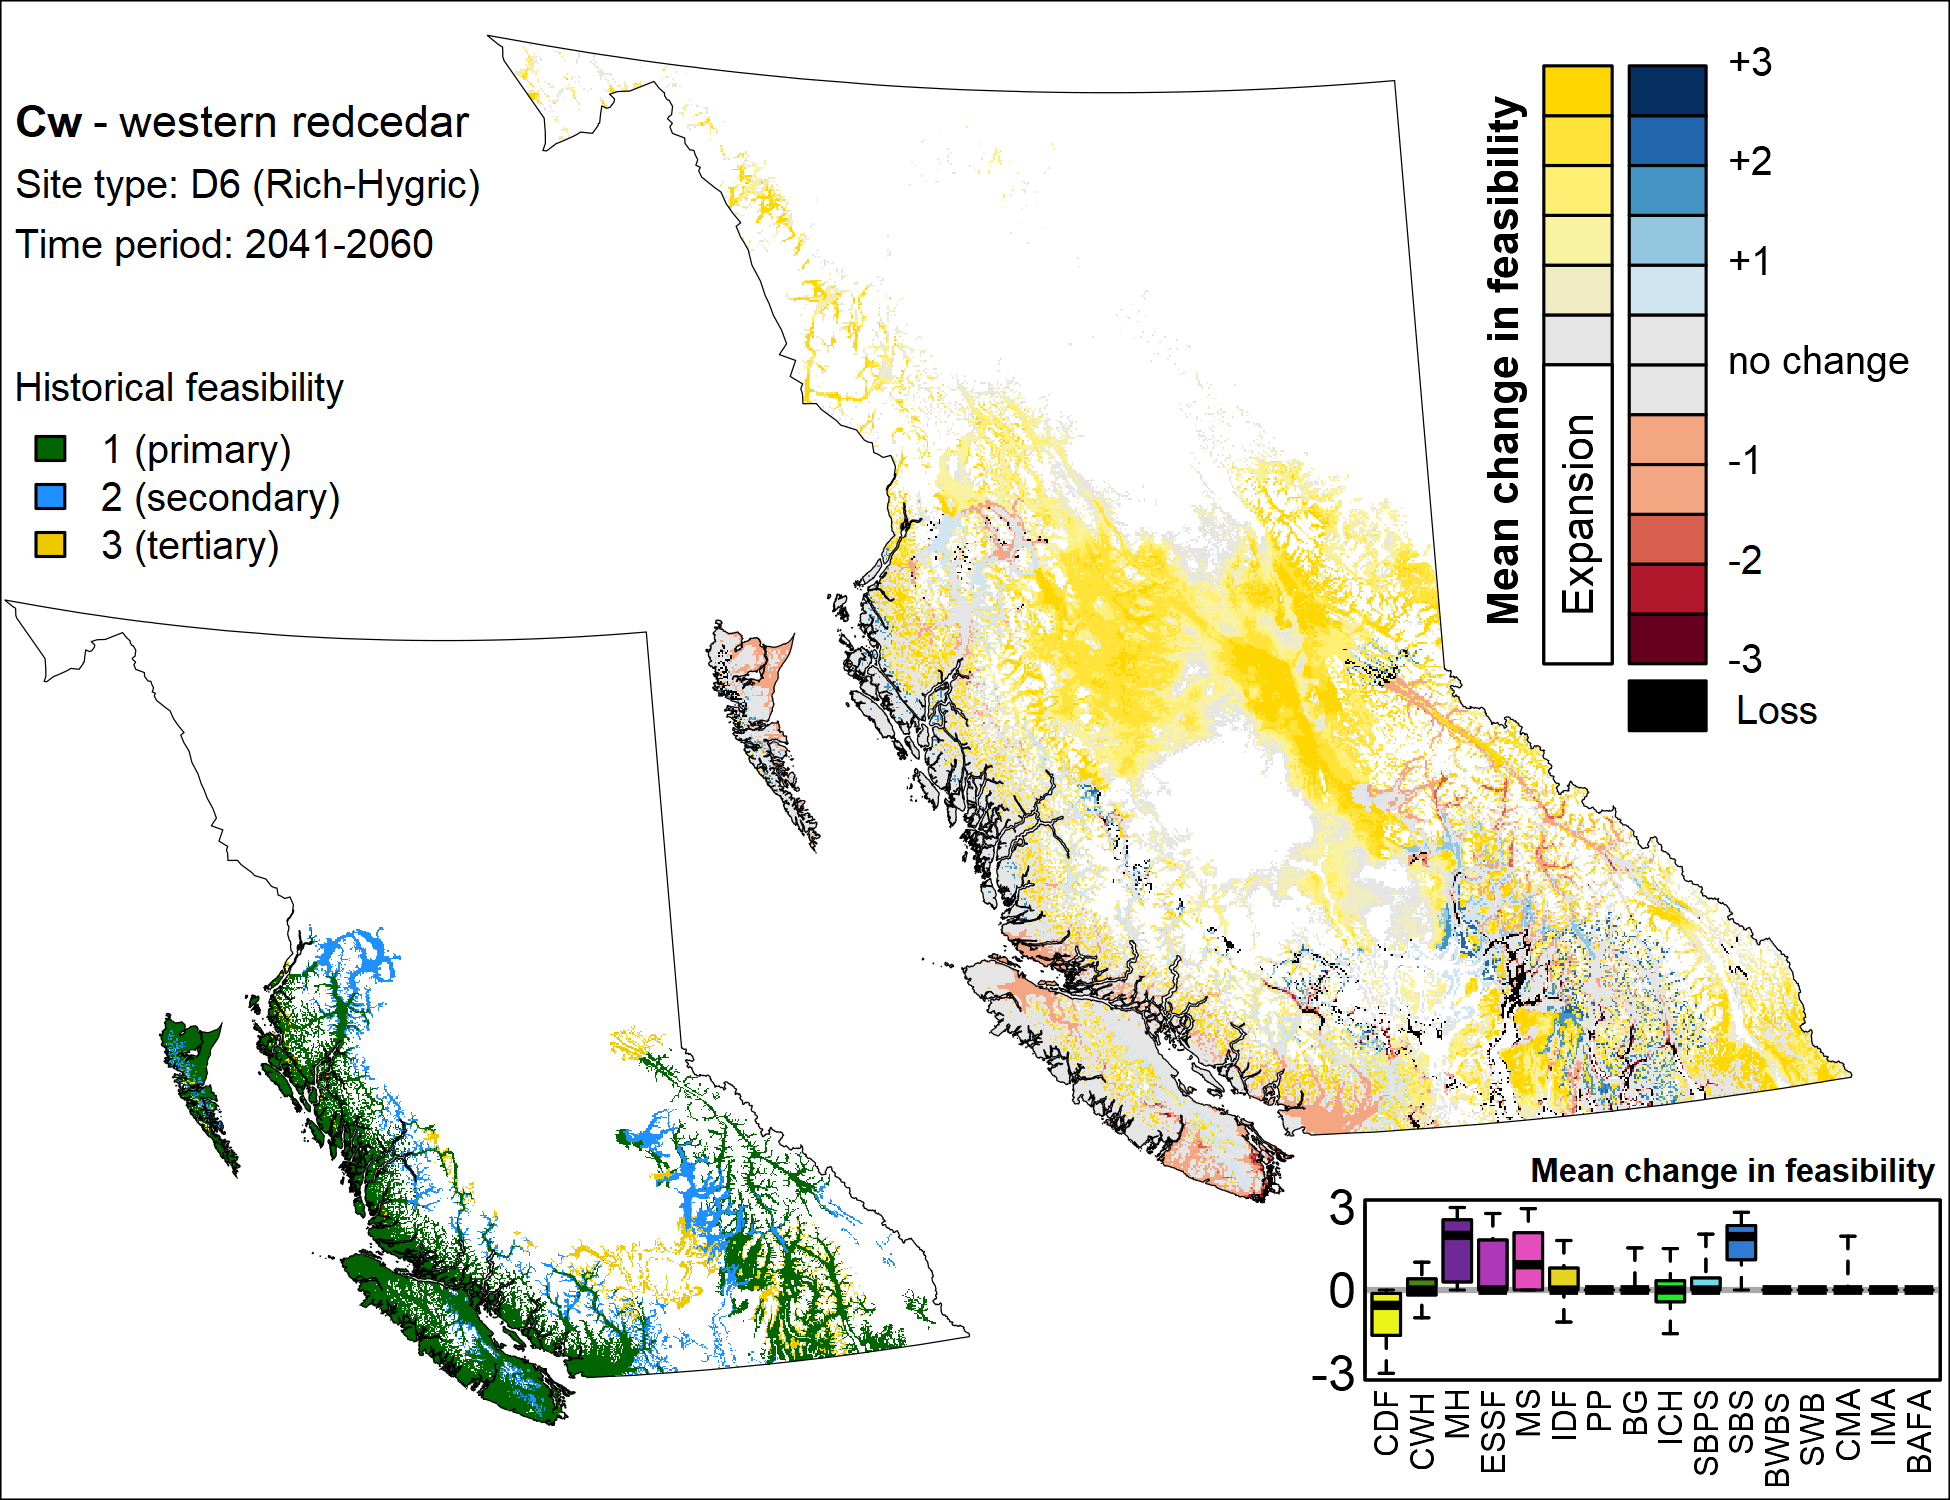 Cw - western redcedar
Site type: D6 (Rich-Hygric)
Time period: 2041-2060
Historical feasibility
1 (primary)
2 (secondary)
3 (tertiary)
Mean change in feasibility
Expansion
+3
+2
+1
no change
-1
-2
-3
Loss
Mean change in feasibility
3
0
-3
CDF
CWH
MH
ESSF
MS
IDF
PP
BG
ICH
SBPS
SBS
BWBS
SWB
CMA
IMA
BAFA